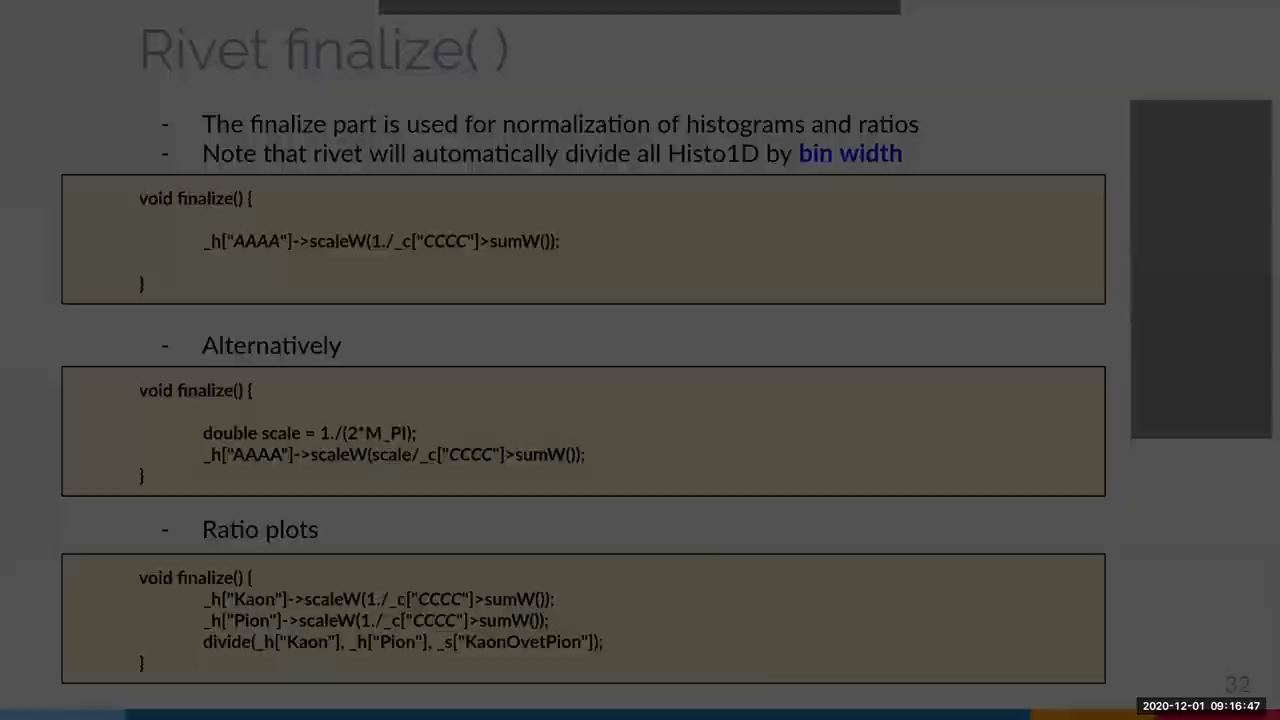 Rivet finalize( )
- The finalize part is used for normalization of histograms and ratios
- Note that rivet will automatically divide all Histo1D by bin width
void finalize() {
_h["AAAA"]->scaleW(1./_c["CCCC"]>sumW());
}
- Alternatively
void finalize() {
double scale = 1./(2*M_PI);
_h["AAAA"]->scaleW(scale/_c["CCCC"]>sumW());
}
- Ratio plots
void finalize() {
_h["Kaon"]->scaleW(1./_c["CCCC"]>sumW());
_h["Pion"]->scaleW(1./_c["CCCC"]>sumW());
divide(_h["Kaon"], _h["Pion"], _s["KaonOvetPion"]);
}
32
2020-12-01 09:16:47